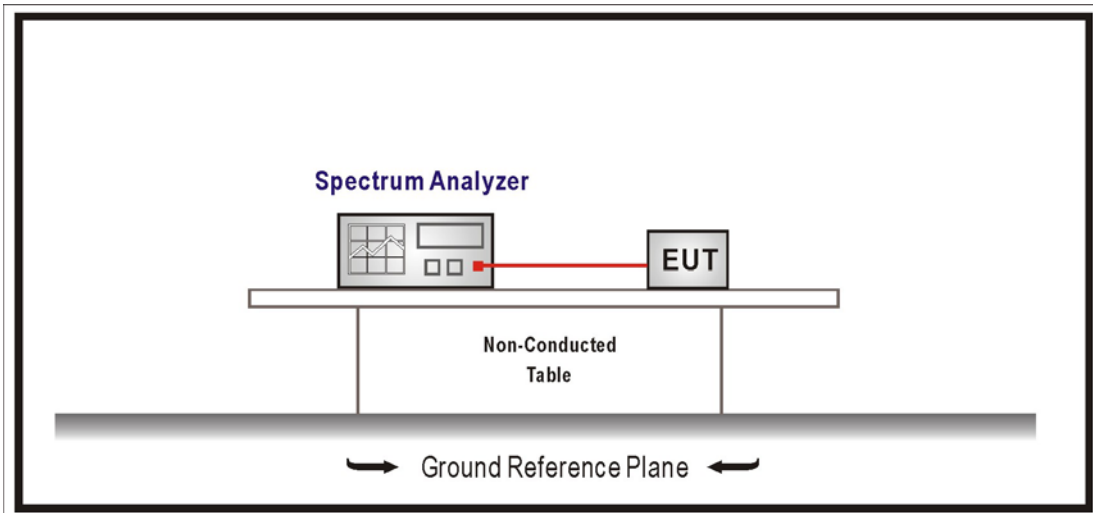 Spectrum Analyzer
EUT
Non-Conducted
Table
Ground Reference Plane